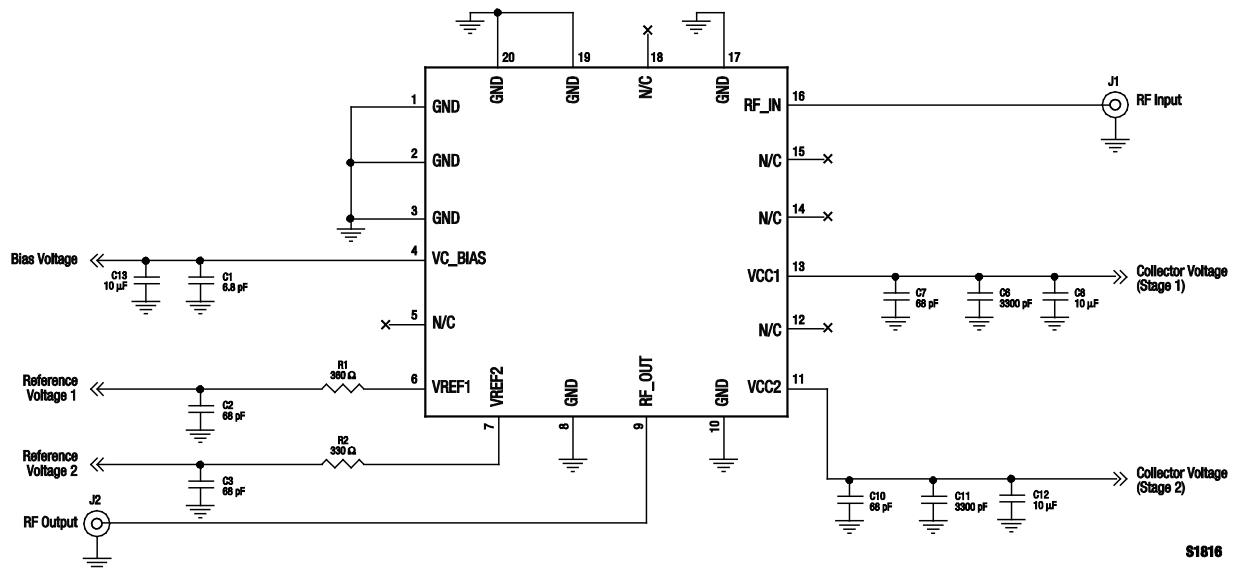 20
19
18
17
GND
GND
N/C
GND
1
GND
2
GND
3
GND
4
VC_BIAS
5
N/C
6
VREF1
VREF2
7
GND
8
RF_OUT
9
GND
10
16
RF_IN
15
N/C
14
N/C
13
VCC1
12
N/C
11
VCC2
J1
RF Input
Bias Voltage
C13
10 µF
C1
6.8 pF
Reference
Voltage 1
C2
68 pF
R1
360 Ω
Reference
Voltage 2
C3
68 pF
R2
330 Ω
J2
RF Output
C7
68 pF
C6
3300 pF
C8
10 µF
Collector Voltage
(Stage 1)
C10
68 pF
C11
3300 pF
C12
10 µF
Collector Voltage
(Stage 2)
S1816